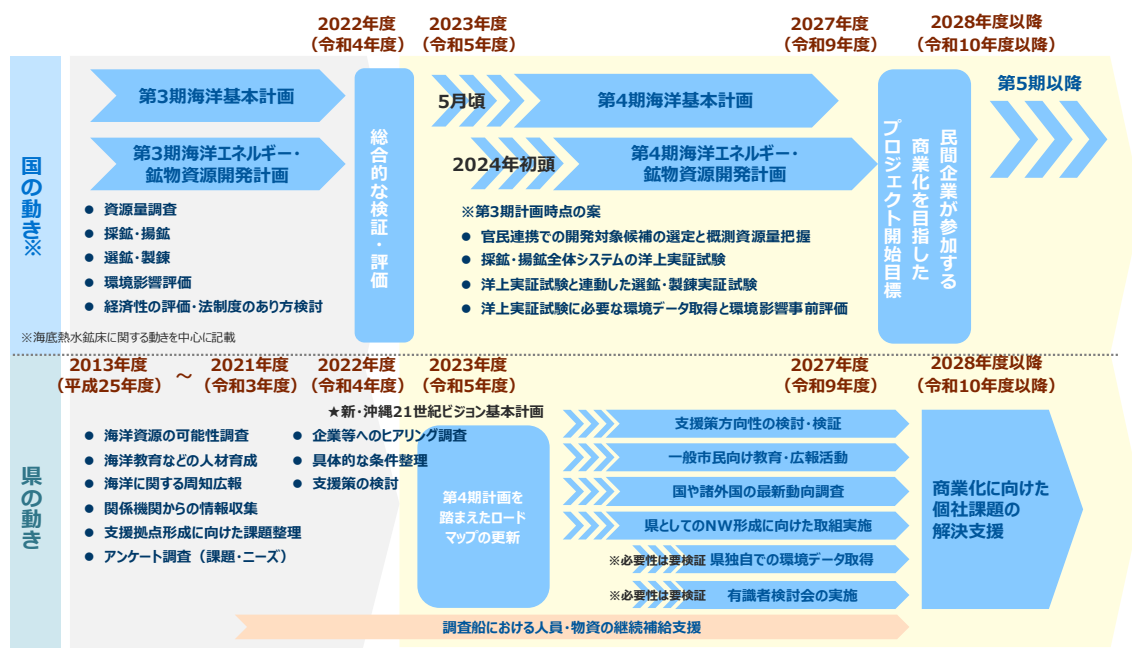 2022年度
(令和4年度)
2023年度
(令和5年度)
2027年度
(令和9年度)
2028年度以降
(令和10年度以降)
国の動き※
第3期海洋基本計画
第3期海洋エネルギー・
鉱物資源開発計画
● 資源量調査
● 採鉱・揚鉱
● 選鉱・製錬
● 環境影響評価
● 経済性の評価・法制度のあり方検討
※海底熱水鉱床に関する動きを中心に記載
総合的な検証・評価
5月頃
第4期海洋基本計画
2024年初頭
第4期海洋エネルギー・
鉱物資源開発計画
※第3期計画時点の案
● 官民連携での開発対象候補の選定と概測資源量把握
● 採鉱・揚鉱全体システムの洋上実証試験
● 洋上実証試験と連動した選鉱・製錬実証試験
● 洋上実証試験に必要な環境データ取得と環境影響事前評価
民間企業が参加する
商業化を目指した
プロジェクト開始目標
第5期以降
県の動き
2013年度
(平成25年度)
～
2021年度
(令和3年度)
2022年度
(令和4年度)
2023年度
(令和5年度)
2027年度
(令和9年度)
2028年度以降
(令和10年度以降)
★新・沖縄21世紀ビジョン基本計画
● 海洋資源の可能性調査
● 海洋教育などの人材育成
● 海洋に関する周知広報
● 関係機関からの情報収集
● 支援拠点形成に向けた課題整理
● アンケート調査（課題・ニーズ）
● 企業等へのヒアリング調査
● 具体的な条件整理
● 支援策の検討
第4期計画を
踏まえたロード
マップの更新
支援策方向性の検討・検証
一般市民向け教育・広報活動
国や諸外国の最新動向調査
県としてのNW形成に向けた取組実施
※必要性は要検証 県独自での環境データ取得
※必要性は要検証 有識者検討会の実施
商業化に向けた
個社課題の
解決支援
調査船における人員・物資の継続補給支援